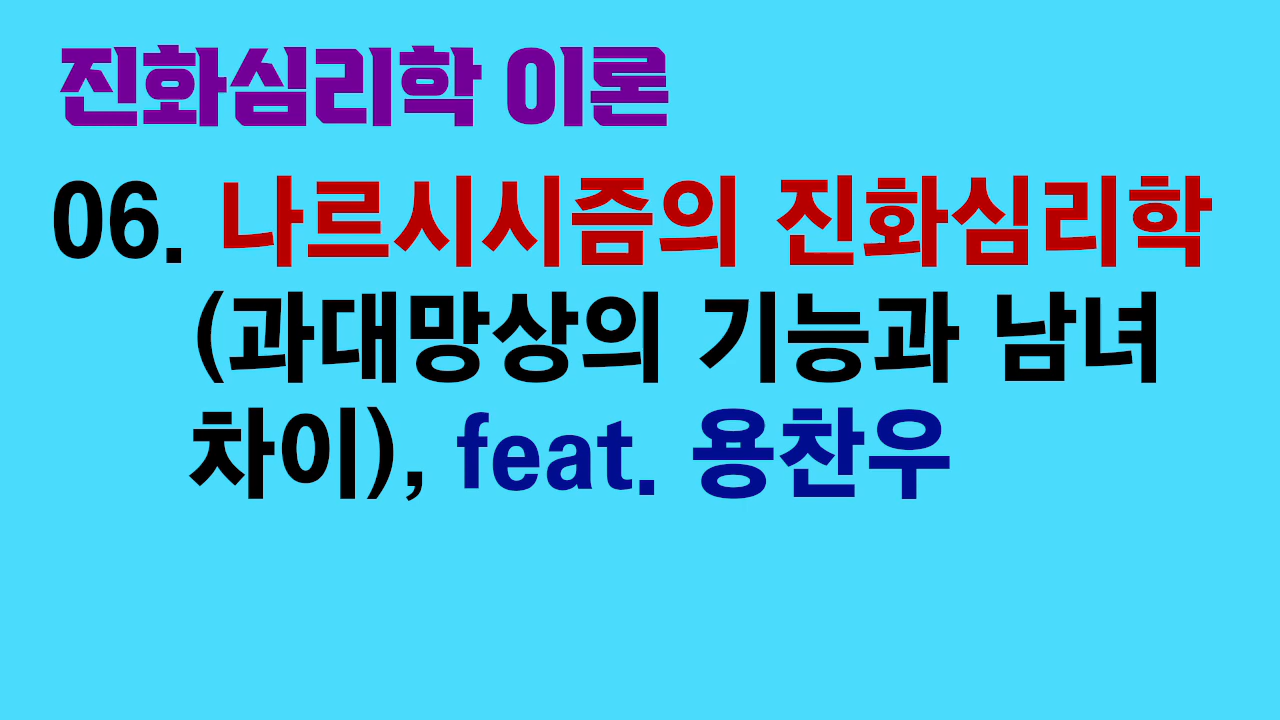 진화심리학 이론
06. 나르시시즘의 진화심리학
(과대망상의 기능과 남녀
차이), feat. 용찬우